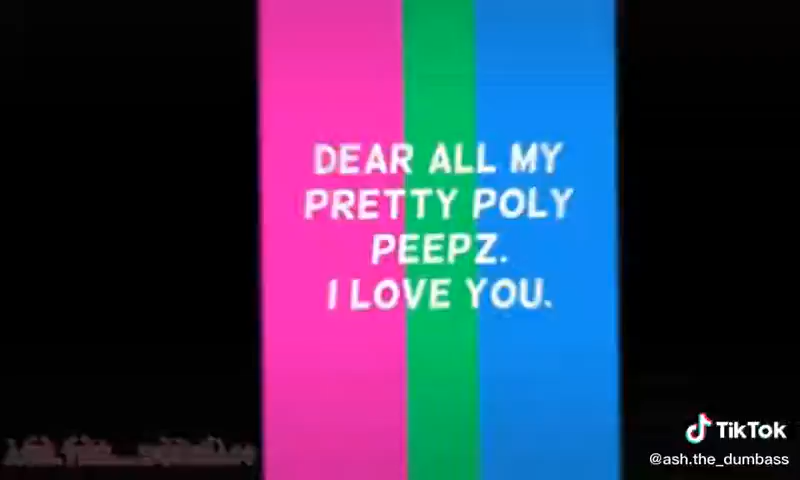 DEAR ALL MY
PRETTY POLY
PEEPZ.
I LOVE YOU.
TikTok
@ash.the_dumbass